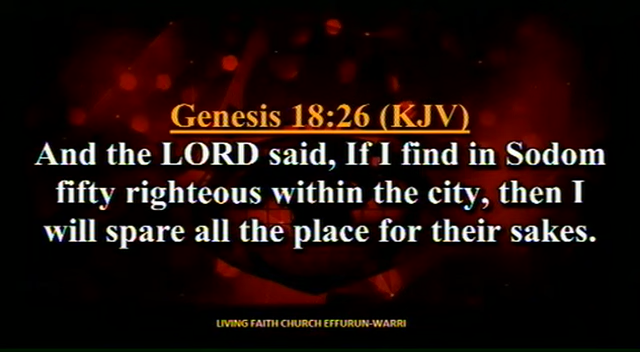 Genesis 18:26 (KJV)
And the LORD said, If I find in Sodom
fifty righteous within the city, then I
will spare all the place for their sakes.
LIVING FAITH CHURCH EFFURUN-WARRI